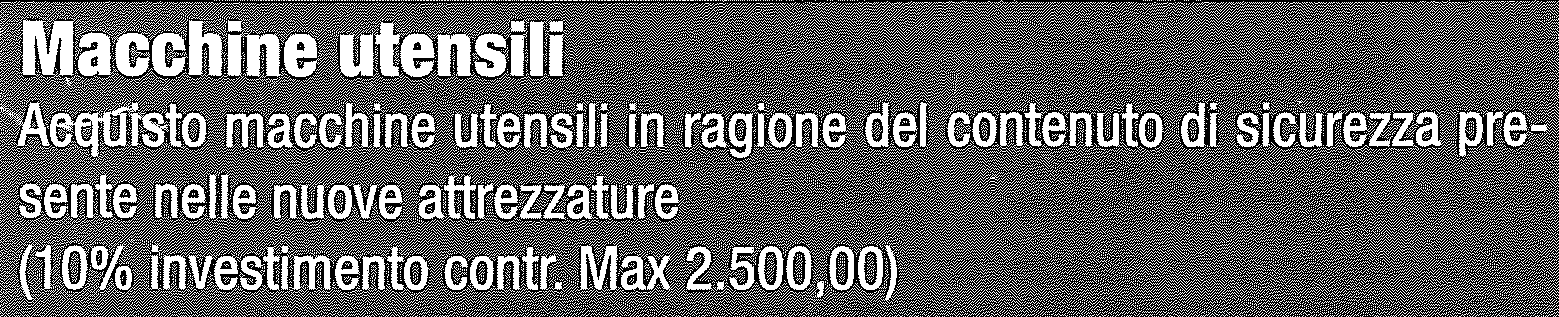 Macchine utensili
Acquisto macchine utensili in ragione del contenuto di sicurezza pre-
sente nelle nuove attrezzature
(10% investimento contr. Max 2.500,00)